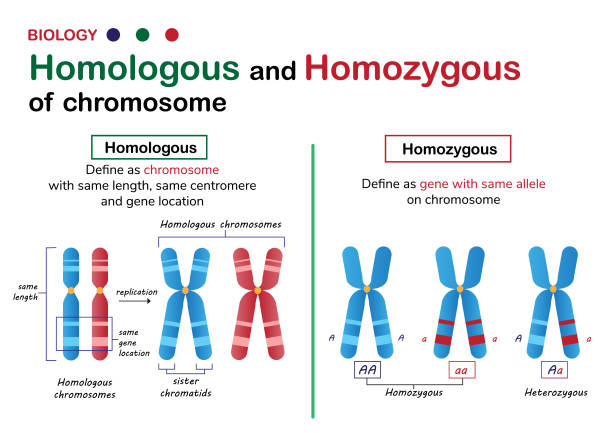 BIOLOGY
Homologous and Homozygous
of chromosome
Homologous
Define as chromosome
with same length, same centromere
and gene location
Homologous chromosomes
same
length
replication
same
gene
location
Homologous
chromosomes
sister
chromatids
Homozygous
Define as gene with same allele
on chromosome
A
A
a
a
A
a
AA
aa
Aa
Homozygous
Heterozygous